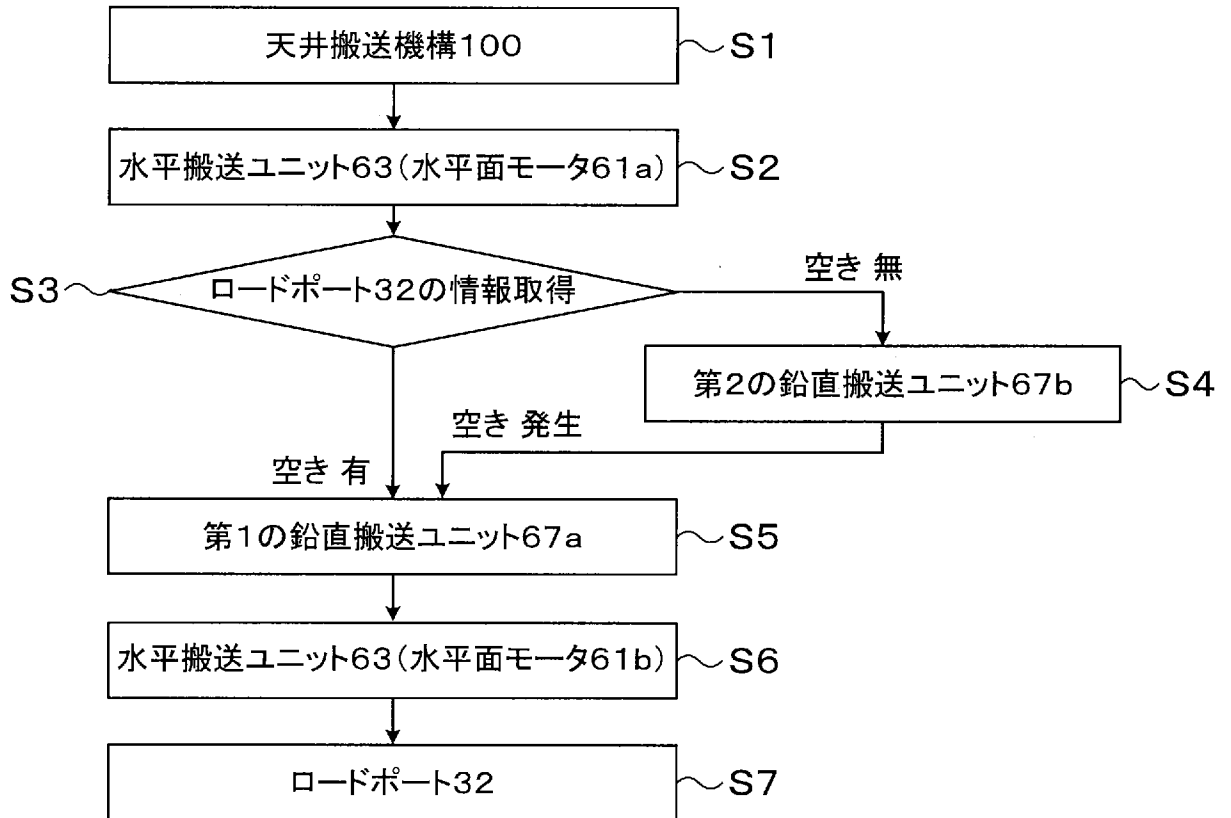 天井搬送機構100
S1
水平搬送ユニット63(水平面モータ61a)
S2
S3
ロードポート32の情報取得
空き 無
第2の鉛直搬送ユニット67b
S4
空き 発生
空き 有
第1の鉛直搬送ユニット67a
S5
水平搬送ユニット63(水平面モータ61b)
S6
ロードポート32
S7